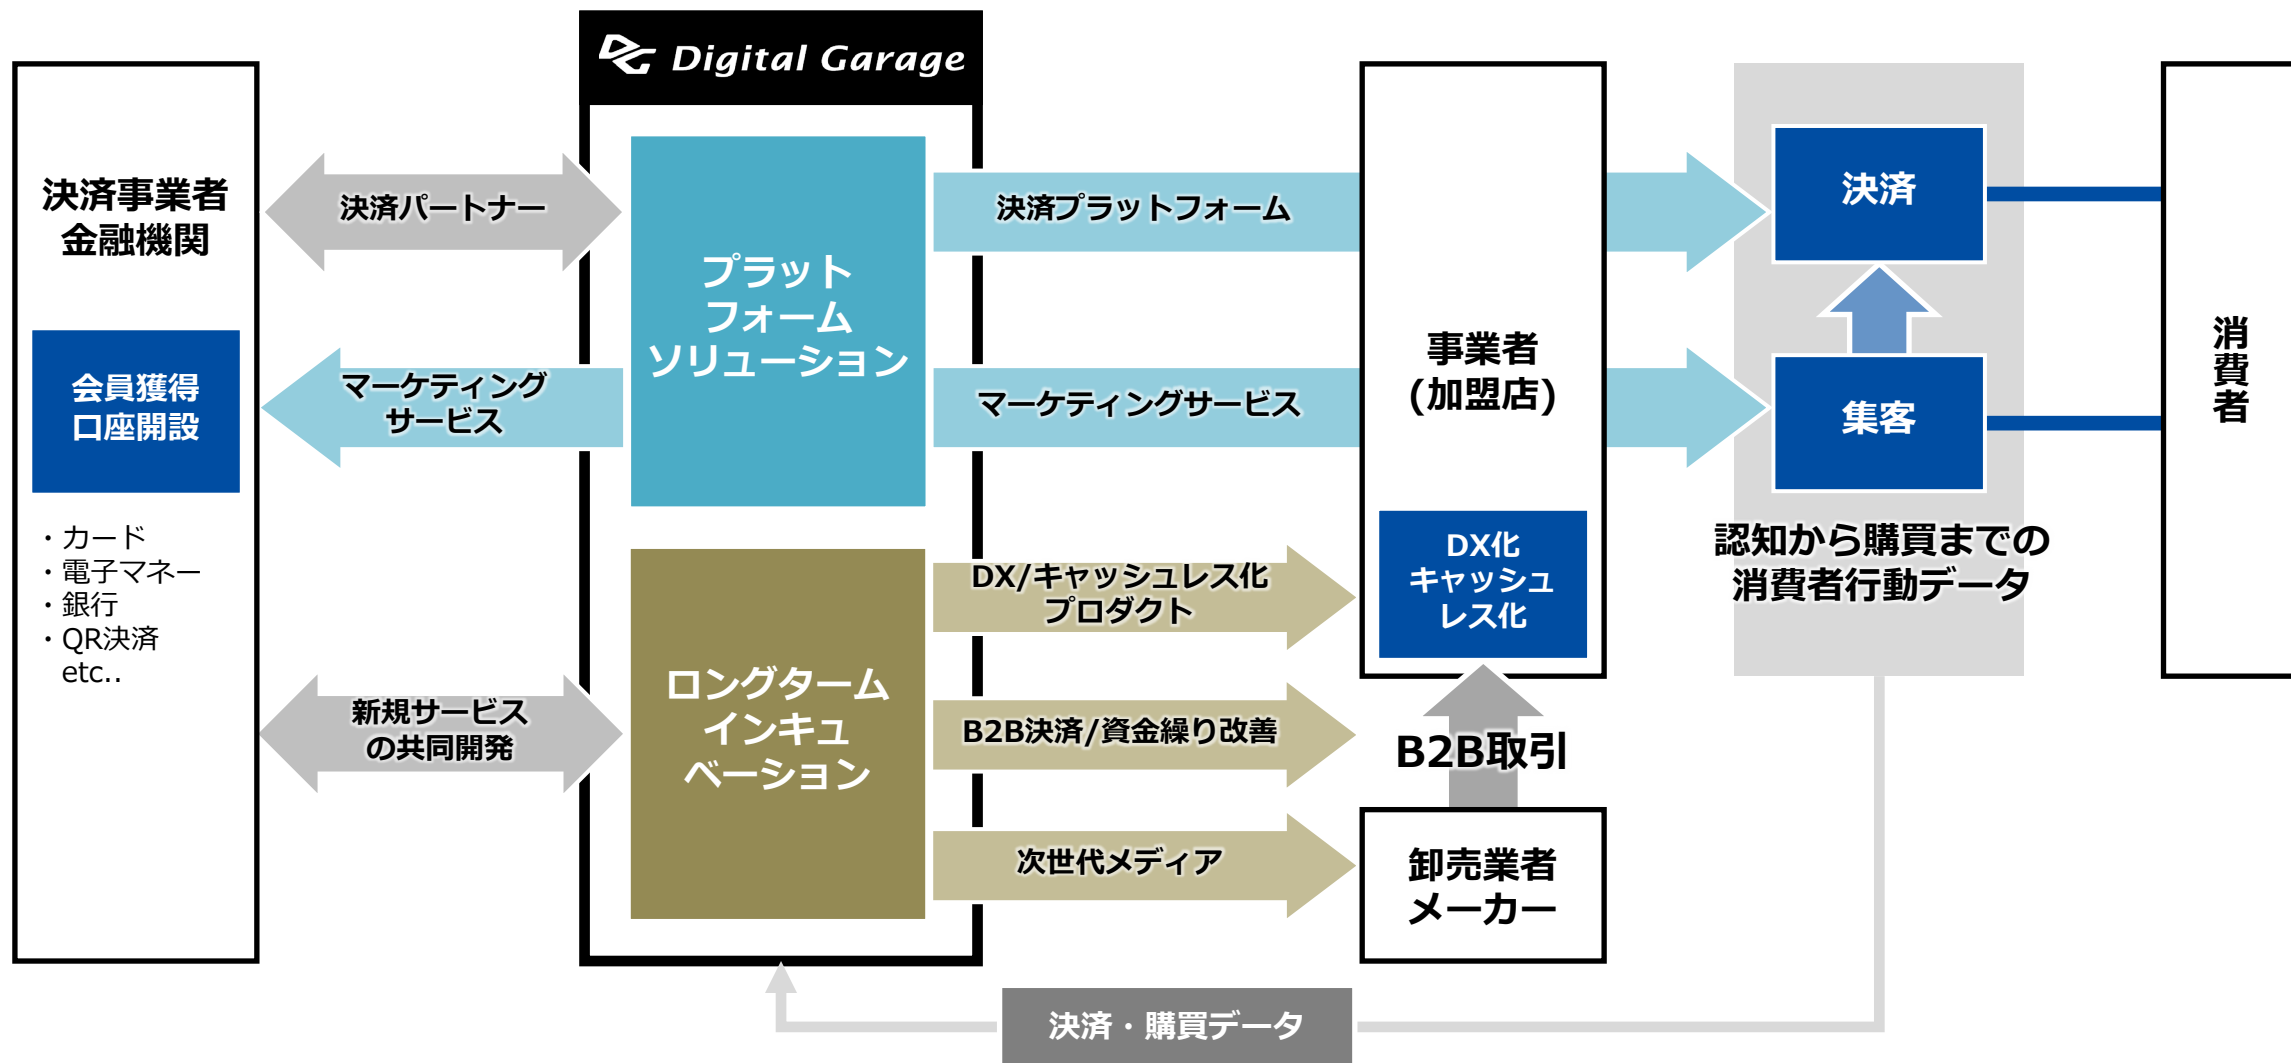 Digital Garage
決済事業者
金融機関
会員獲得
口座開設
・カード
・電子マネー
・銀行
・QR決済
etc..
決済パートナー
マーケティング
サービス
新規サービス
の共同開発
プラット
フォーム
ソリューション
ロングターム
インキュ
ベーション
決済プラットフォーム
マーケティングサービス
DX/キャッシュレス化
プロダクト
B2B決済/資金繰り改善
次世代メディア
事業者
(加盟店)
DX化
キャッシュ
レス化
B2B取引
卸売業者
メーカー
決済
集客
認知から購買までの
消費者行動データ
消費者
決済・購買データ